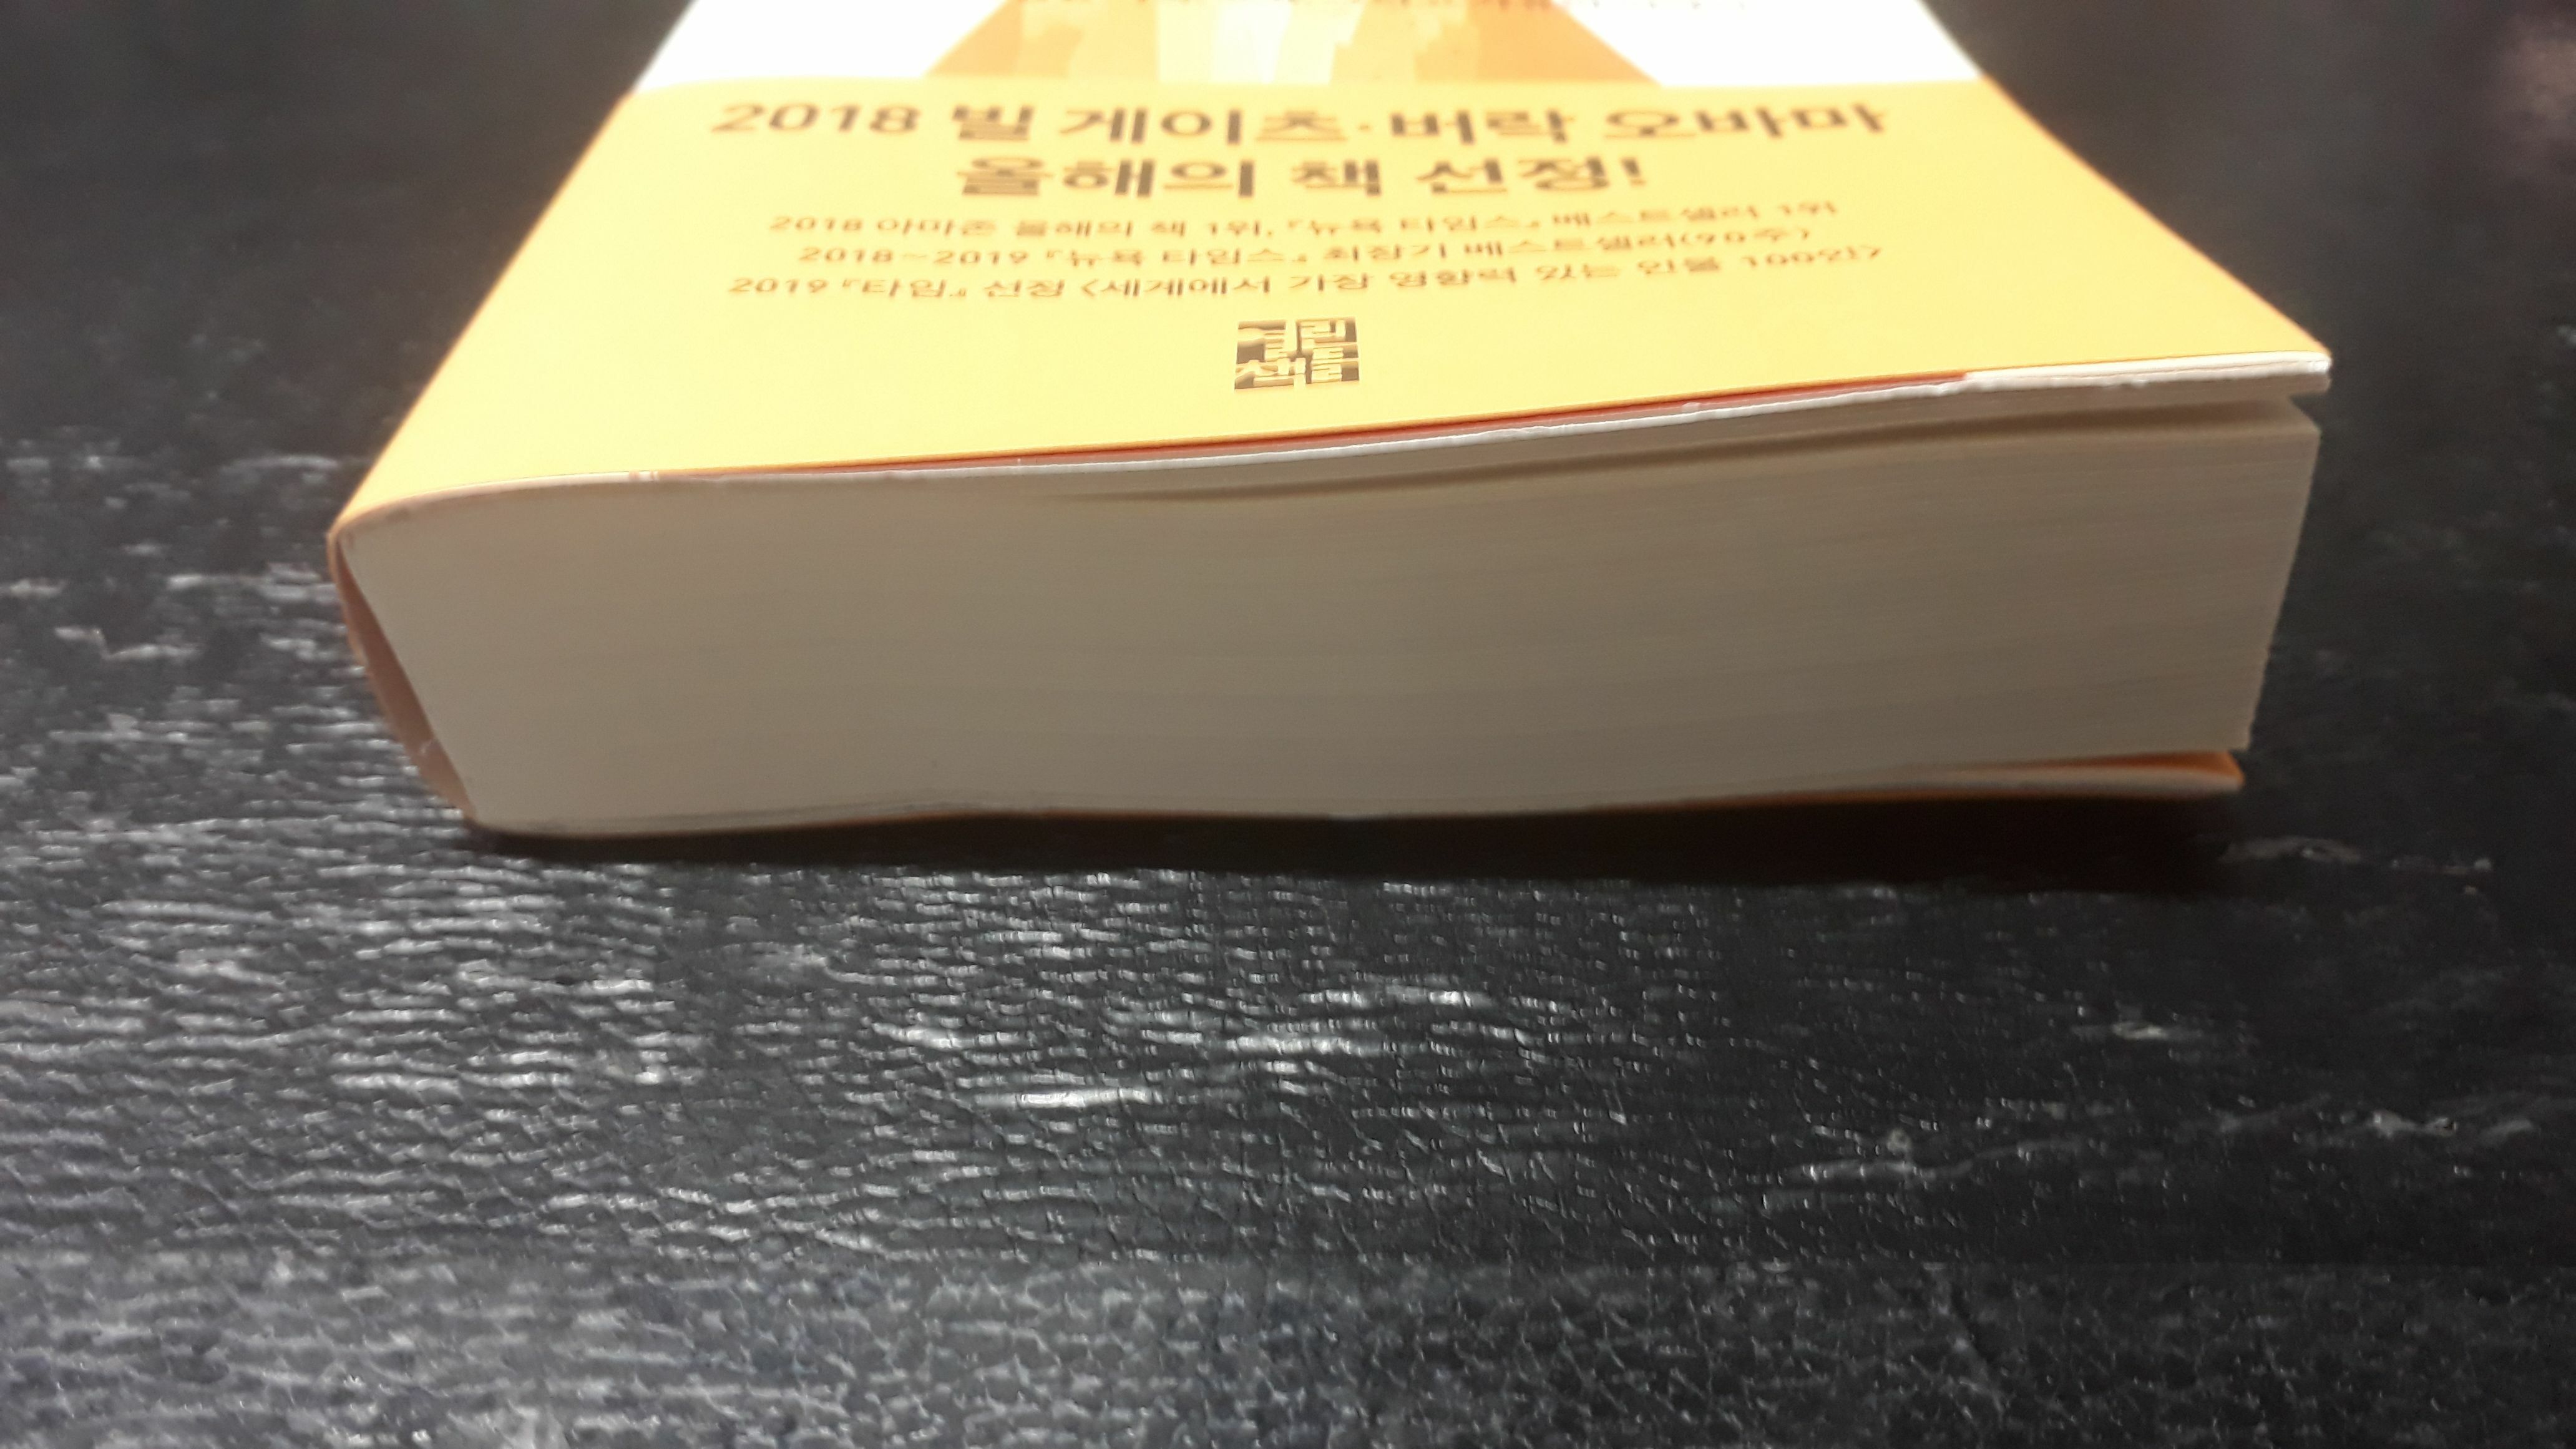 2018 빌 게이츠·버락 오바마
올해의 책 선정!
2018 아마존 올해의 책 1위, 『뉴욕 타임스』 베스트셀러 1위
2018~2019 『뉴욕 타임스』 최장기 베스트셀러(90주)
2019 『타임』 선정 〈세계에서 가장 영향력 있는 인물 100인〉
열린
책들